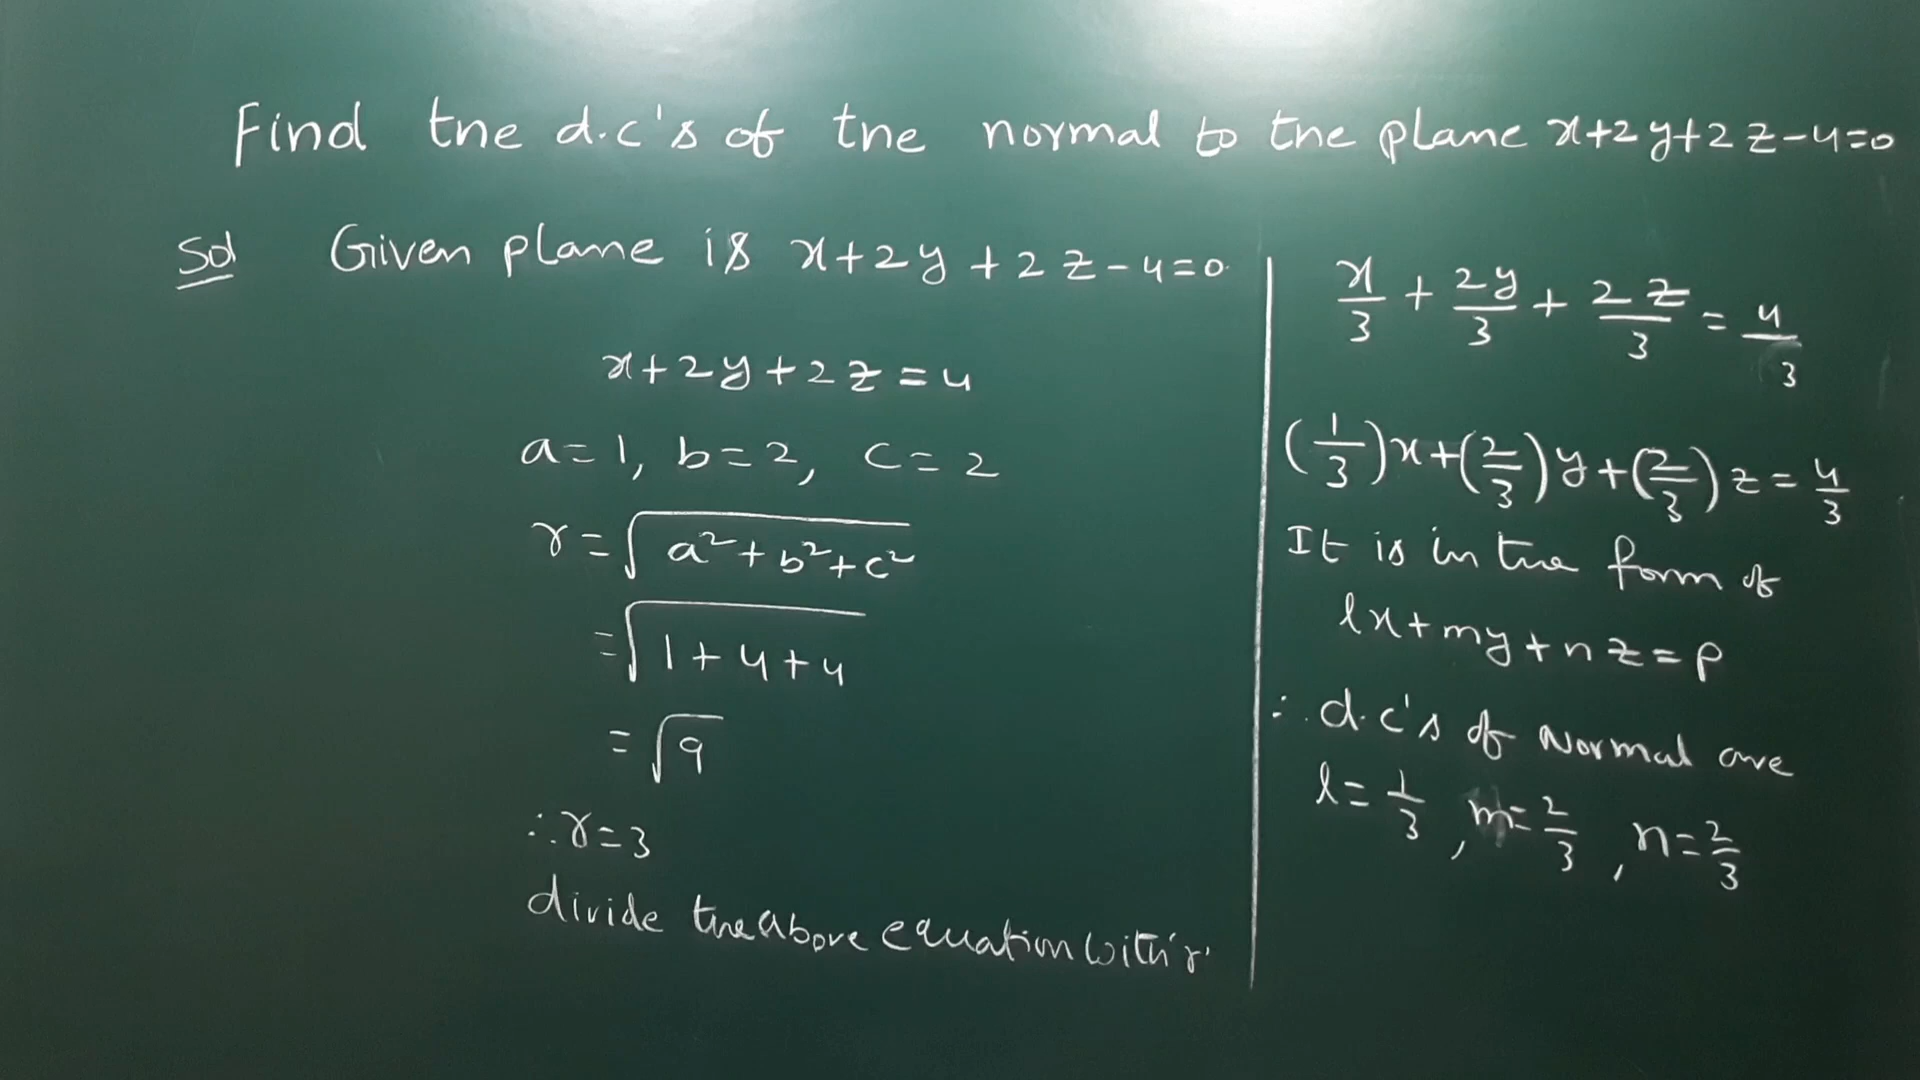 Find the d.c's of the normal to the plane x+2y+2z-4=0
Sol Given plane is x+2y+2z-4=0.
x+2y+2z=4
a=1, b=2, c=2
r=√(a²+b²+c²)
=√(1+4+4)
=√9
∴r=3
divide the above equation with 'r'
x/3 + 2y/3 + 2z/3 = 4/3
(1/3)x+(2/3)y+(2/3)z=4/3
It is in the form of
lx+my+nz=p
∴ d.c's of Normal are
l=1/3, m=2/3, n=2/3